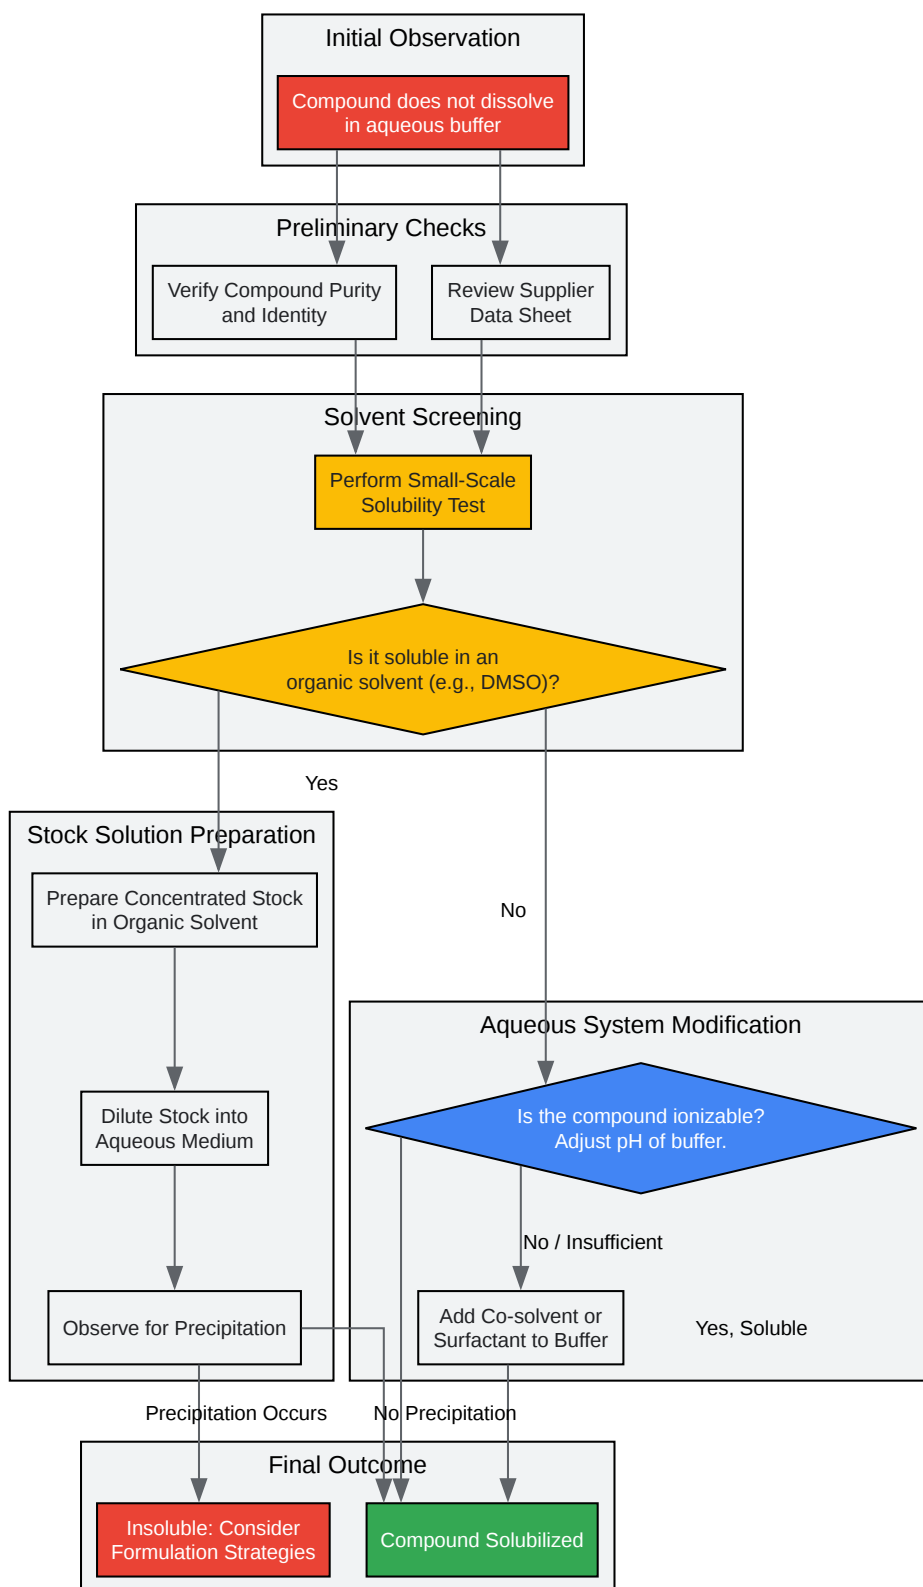 Initial Observation
Compound does not dissolve
in aqueous buffer
Preliminary Checks
Verify Compound Purity
and Identity
Review Supplier
Data Sheet
Solvent Screening
Perform Small-Scale
Solubility Test
Is it soluble in an
organic solvent (e.g., DMSO)?
Yes
No
Stock Solution Preparation
Prepare Concentrated Stock
in Organic Solvent
Dilute Stock into
Aqueous Medium
Observe for Precipitation
Aqueous System Modification
Is the compound ionizable?
Adjust pH of buffer.
No / Insufficient
Add Co-solvent or
Surfactant to Buffer
Yes, Soluble
Precipitation Occurs
No Precipitation
Final Outcome
Insoluble: Consider
Formulation Strategies
Compound Solubilized